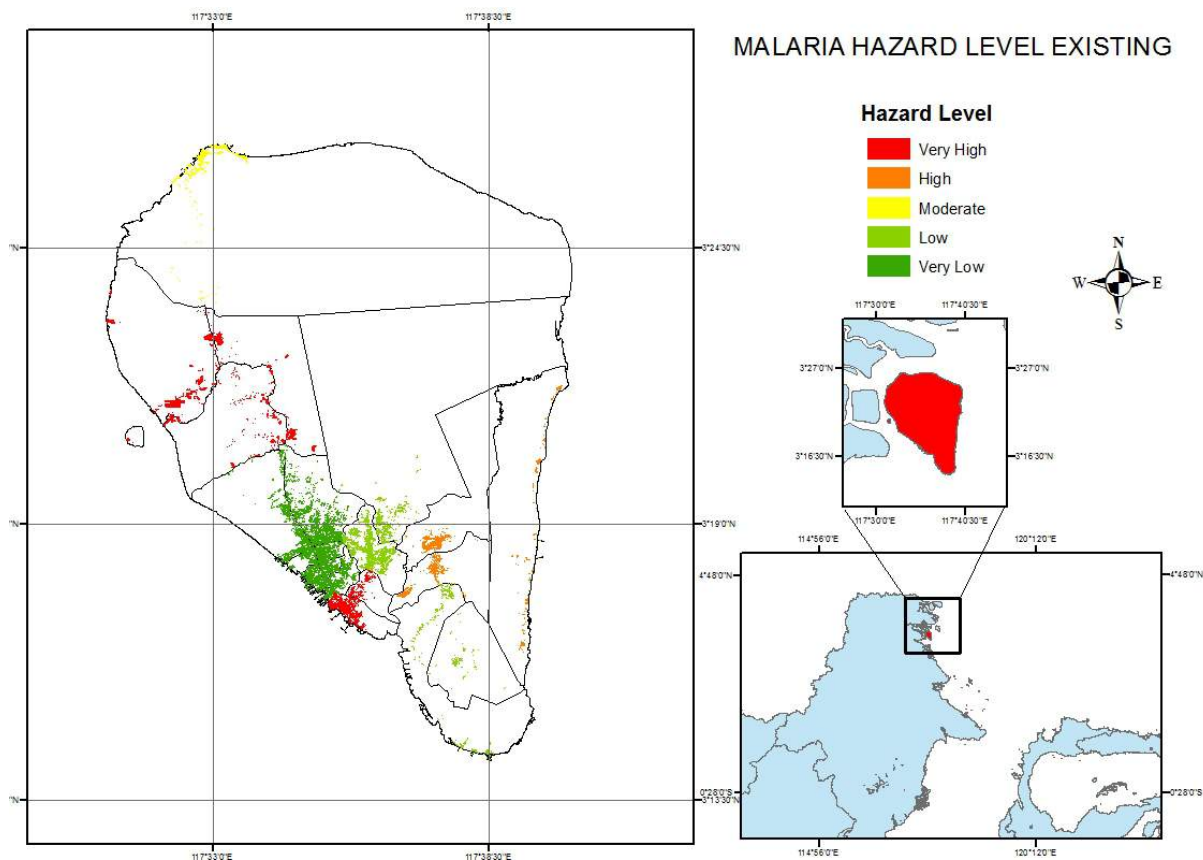 117°33'0"E 117°38'30"E
MALARIA HAZARD LEVEL EXISTING
Hazard Level
Very High
High
Moderate
Low
Very Low
"N 3°24'30"N
N
W E
S
117°30'0"E 117°40'30"E
3°27'0"N 3°27'0"N
3°16'30"N 3°16'30"N
117°30'0"E 117°40'30"E
"N 3°19'0"N
114°56'0"E 120°12'0"E
4°48'0"N 4°48'0"N
"N 3°13'30"N
0°28'0"S 0°28'0"S
117°33'0"E 117°38'30"E
114°56'0"E 120°12'0"E